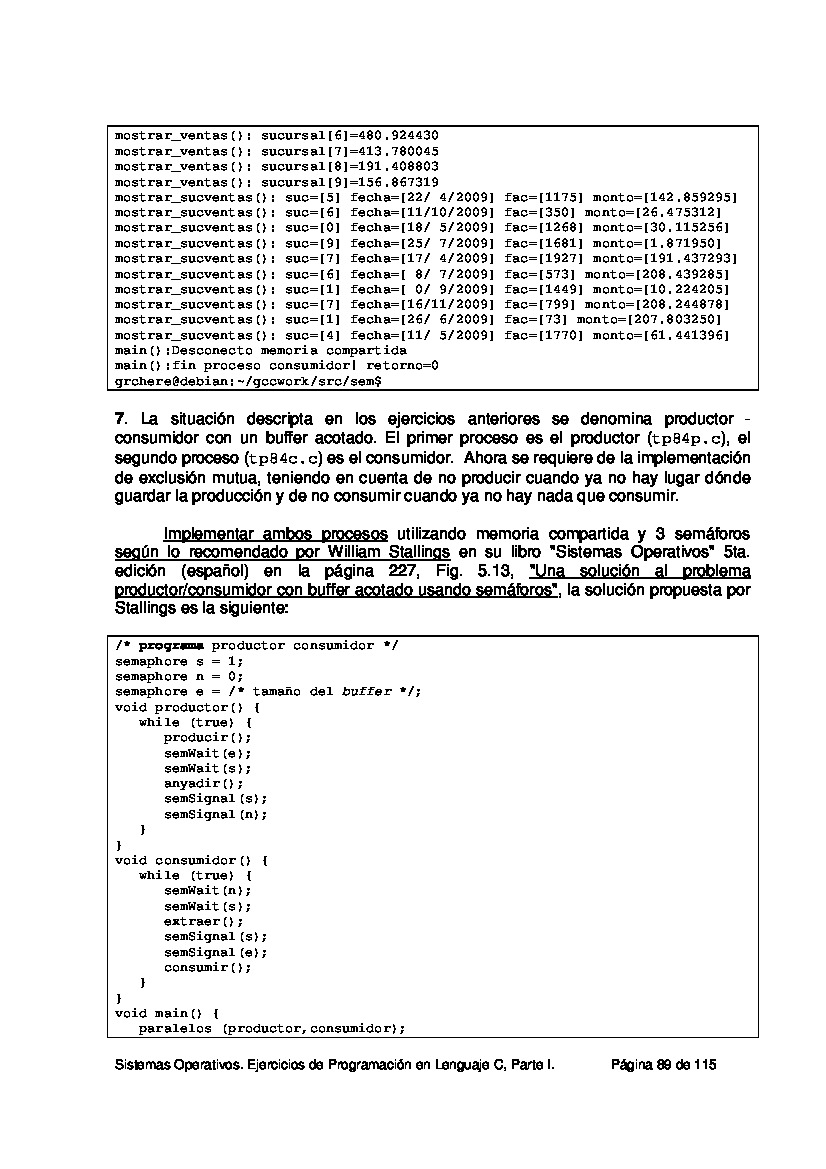 mostrar_ventas(): sucursal[6]=480.924430
mostrar_ventas(): sucursal[7]=413.780045
mostrar_ventas(): sucursal[8]=191.408803
mostrar_ventas(): sucursal[9]=156.867319
mostrar_sucventas(): suc=[5] fecha=[22/ 4/2009] fac=[1175] monto=[142.859295]
mostrar_sucventas(): suc=[6] fecha=[11/10/2009] fac=[350] monto=[26.475312]
mostrar_sucventas(): suc=[0] fecha=[18/ 5/2009] fac=[1268] monto=[30.115256]
mostrar_sucventas(): suc=[9] fecha=[25/ 7/2009] fac=[1681] monto=[1.871950]
mostrar_sucventas(): suc=[7] fecha=[17/ 4/2009] fac=[1927] monto=[191.437293]
mostrar_sucventas(): suc=[6] fecha=[ 8/ 7/2009] fac=[573] monto=[208.439285]
mostrar_sucventas(): suc=[1] fecha=[ 0/ 9/2009] fac=[1449] monto=[10.224205]
mostrar_sucventas(): suc=[7] fecha=[16/11/2009] fac=[799] monto=[208.244878]
mostrar_sucventas(): suc=[1] fecha=[26/ 6/2009] fac=[73] monto=[207.803250]
mostrar_sucventas(): suc=[4] fecha=[11/ 5/2009] fac=[1770] monto=[61.441396]
main():Desconecto memoria compartida
main():fin proceso consumidor| retorno=0
grchere@debian:~/gccwork/src/sem$
7. La situación descripta en los ejercicios anteriores se denomina productor -
consumidor con un buffer acotado. El primer proceso es el productor (tp84p.c), el
segundo proceso (tp84c.c) es el consumidor. Ahora se requiere de la implementación
de exclusión mutua, teniendo en cuenta de no producir cuando ya no hay lugar dónde
guardar la producción y de no consumir cuando ya no hay nada que consumir.
Implementar ambos procesos utilizando memoria compartida y 3 semáforos
según lo recomendado por William Stallings en su libro "Sistemas Operativos" 5ta.
edición (español) en la página 227, Fig. 5.13, "Una solución al problema
productor/consumidor con buffer acotado usando semáforos", la solución propuesta por
Stallings es la siguiente:
/* programa productor consumidor */
semaphore s = 1;
semaphore n = 0;
semaphore e = /* tamaño del buffer */;
void productor() {
while (true) {
producir();
semWait(e);
semWait(s);
anyadir();
semSignal(s);
semSignal(n);
}
}
void consumidor() {
while (true) {
semWait(n);
semWait(s);
extraer();
semSignal(s);
semSignal(e);
consumir();
}
}
void main() {
paralelos (productor,consumidor);
Sistemas Operativos. Ejercicios de Programación en Lenguaje C, Parte I. Página 89 de 115